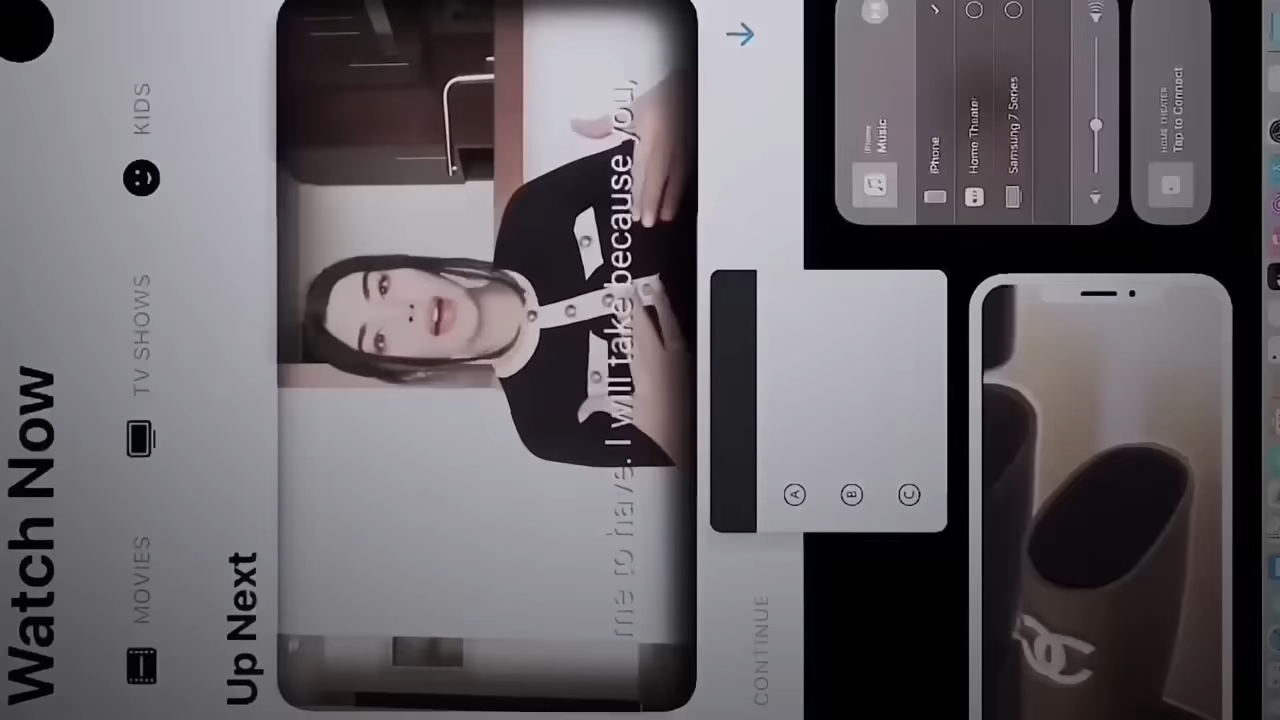 Watch Now
MOVIES
TV SHOWS
KIDS
Up Next
me to have. I will take because you,
CONTINUE
A
B
C
iPhone
Music
iPhone
Home Theater
Samsung 7 Series
HOME THEATER
Tap to Connect